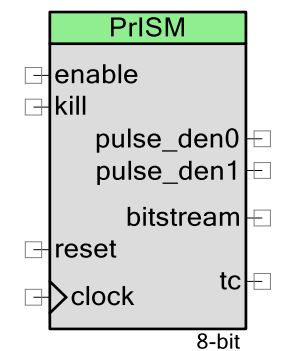 PrISM
enable
kill
pulse_den0
pulse_den1
bitstream
reset
tc
clock
8-bit